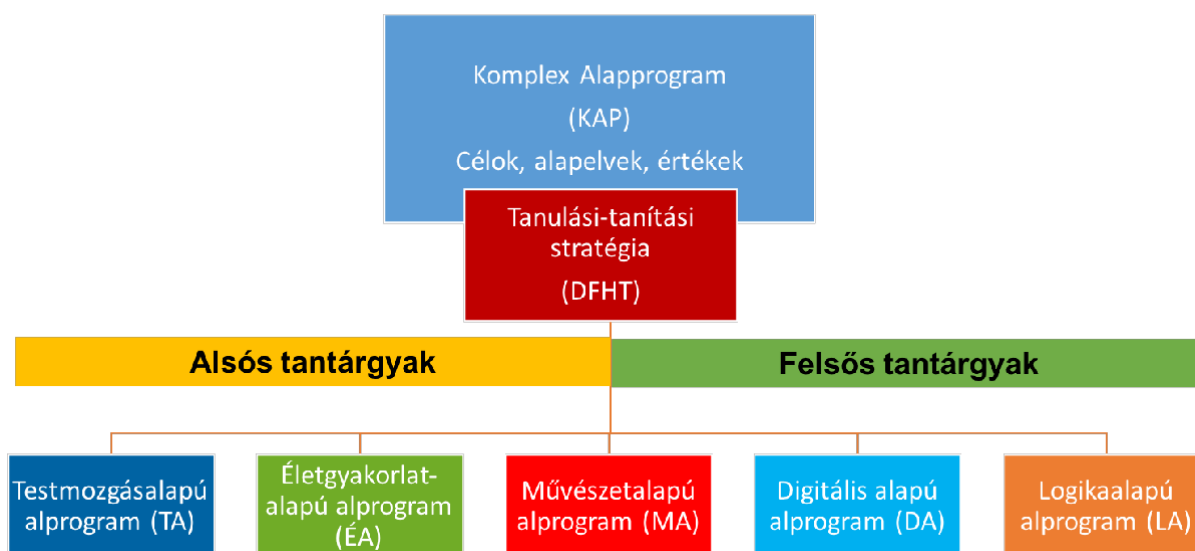 Komplex Alapprogram
(KAP)
Célok, alapelvek, értékek
Tanulási-tanítási
stratégia
(DFHT)
Alsós tantárgyak
Felsős tantárgyak
Testmozgásalapú
alprogram (TA)
Életgyakorlat-
alapú alprogram
(ÉA)
Művészetalapú
alprogram (MA)
Digitális alapú
alprogram (DA)
Logikaalapú
alprogram (LA)